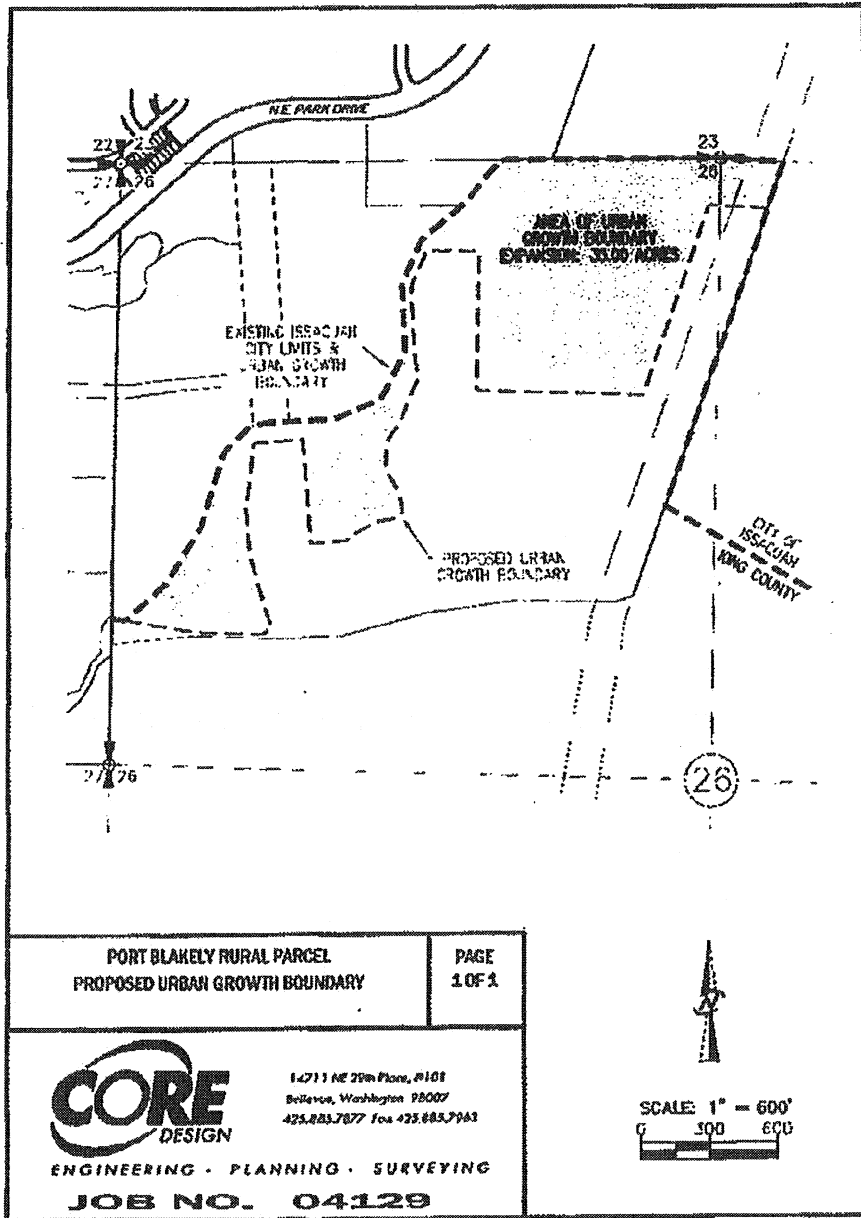 N.E. PARK DRIVE
22 23
27 26
23
26
AREA OF URBAN
GROWTH BOUNDARY
EXPANSION: ACRES
EXISTING ISSAQUAH
CITY LIMITS &
URBAN GROWTH
BOUNDARY
PROPOSED URBAN
GROWTH BOUNDARY
CITY OF
ISSAQUAH
KING COUNTY
27 26
26
PORT BLAKELY RURAL PARCEL
PROPOSED URBAN GROWTH BOUNDARY
PAGE
1 OF 1
N
CORE
DESIGN
14711 NE 29th Place, #101
Bellevue, Washington 98007
425.885.7877 Fax 425.885.7963
ENGINEERING · PLANNING · SURVEYING
JOB NO. 04129
SCALE: 1" = 600'
0 300 600